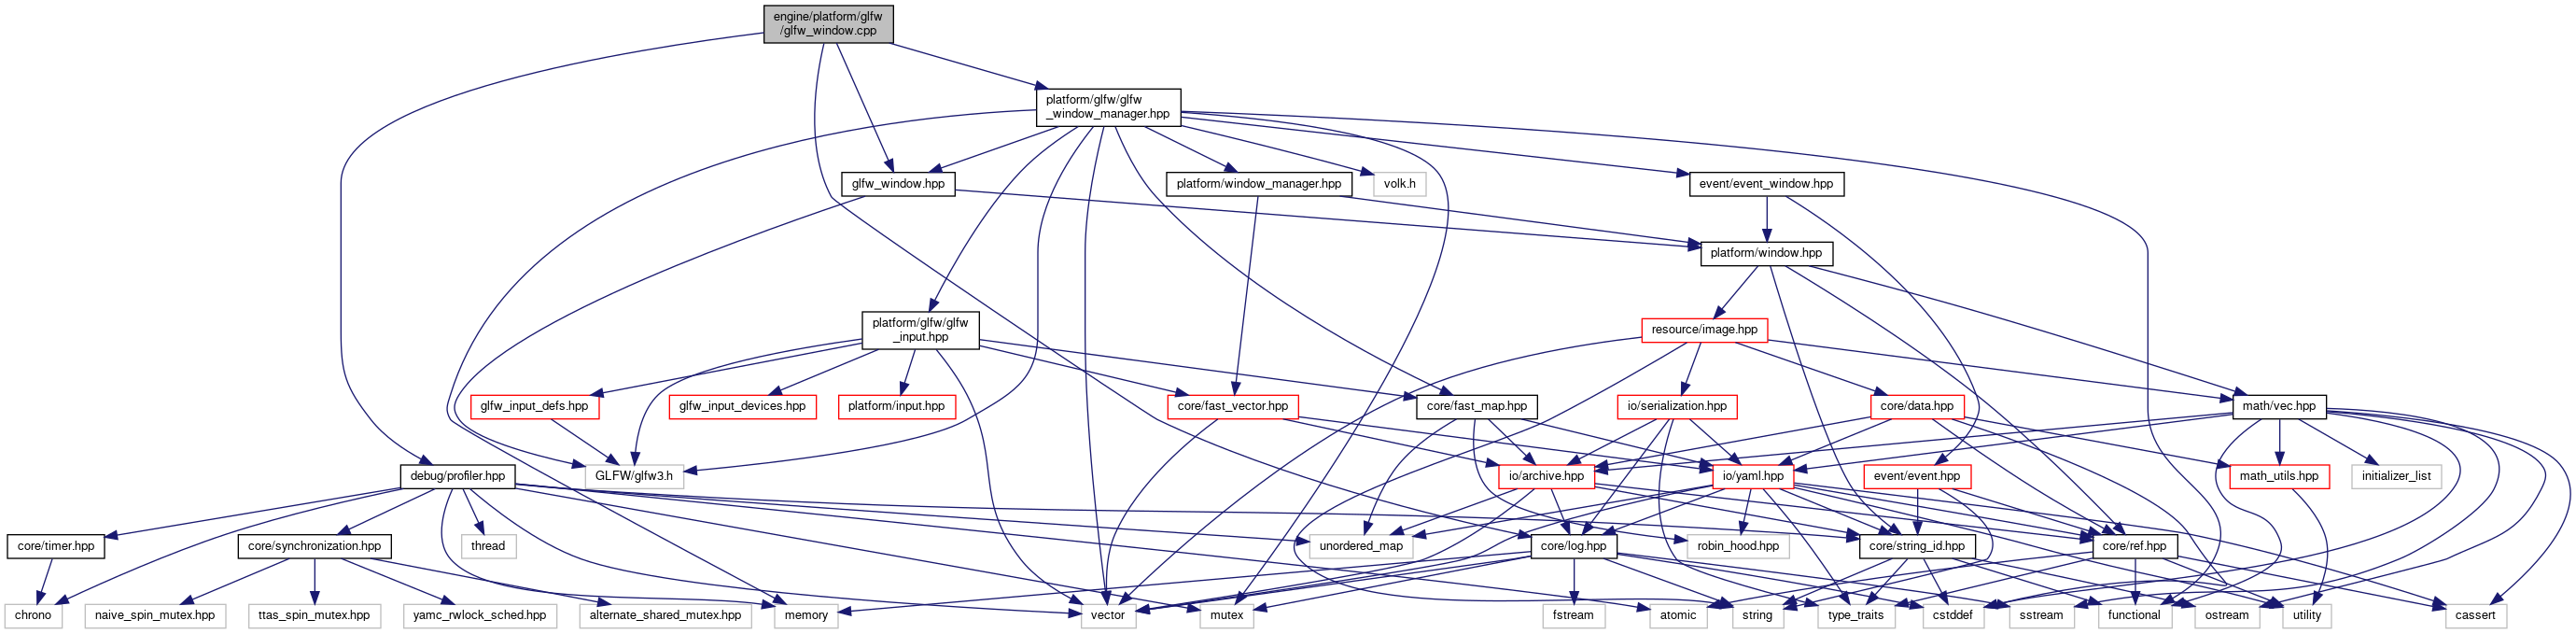 engine/platform/glfw
/glfw_window.cpp
platform/glfw/glfw
_window_manager.hpp
glfw_window.hpp
platform/window_manager.hpp
volk.h
event/event_window.hpp
platform/window.hpp
platform/glfw/glfw
_input.hpp
resource/image.hpp
glfw_input_defs.hpp
glfw_input_devices.hpp
platform/input.hpp
core/fast_vector.hpp
core/fast_map.hpp
io/serialization.hpp
core/data.hpp
math/vec.hpp
debug/profiler.hpp
GLFW/glfw3.h
io/archive.hpp
io/yaml.hpp
event/event.hpp
math_utils.hpp
initializer_list
core/timer.hpp
core/synchronization.hpp
thread
unordered_map
core/log.hpp
robin_hood.hpp
core/string_id.hpp
core/ref.hpp
chrono
naive_spin_mutex.hpp
ttas_spin_mutex.hpp
yamc_rwlock_sched.hpp
alternate_shared_mutex.hpp
memory
vector
mutex
fstream
atomic
string
type_traits
cstddef
sstream
functional
ostream
utility
cassert